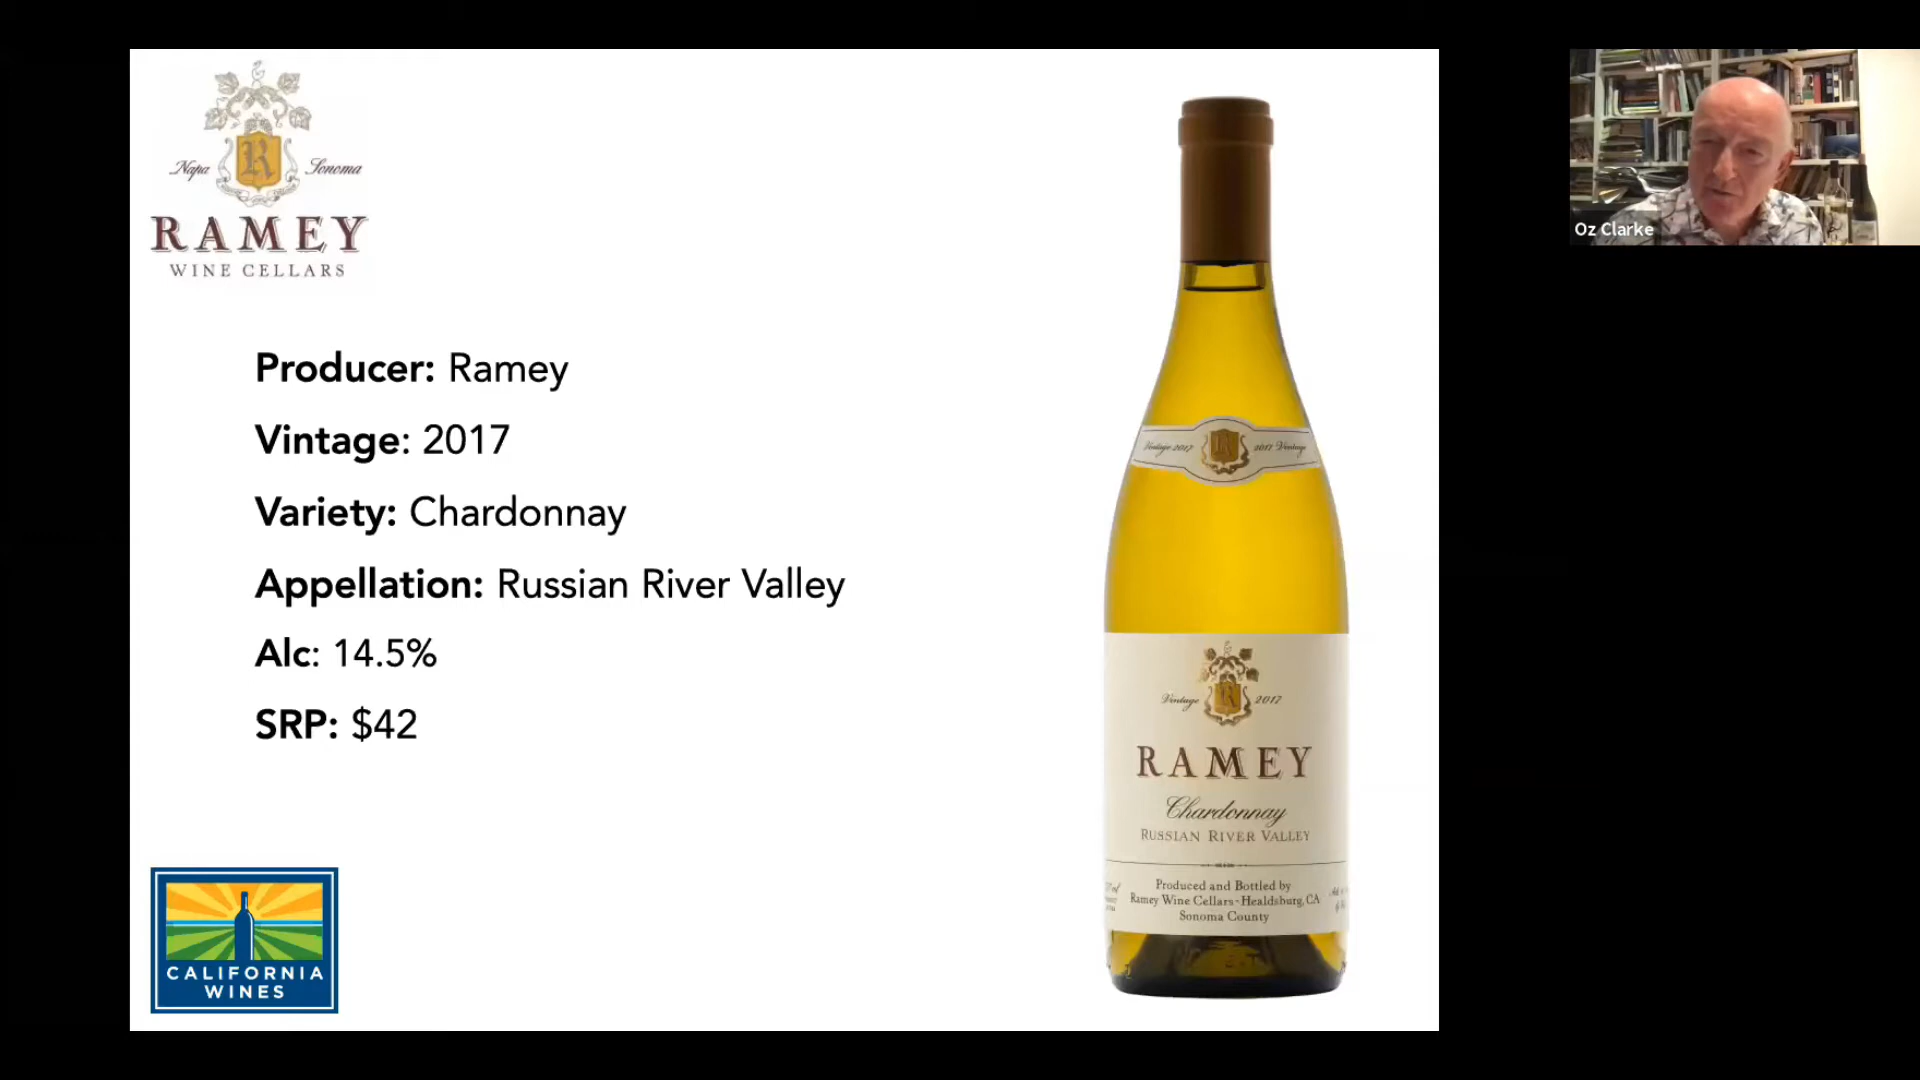 R
Napa Sonoma
RAMEY
WINE CELLARS
Producer: Ramey
Vintage: 2017
Variety: Chardonnay
Appellation: Russian River Valley
Alc: 14.5%
SRP: $42
CALIFORNIA
WINES
Vintage 2017 R 2017 Vintage
Vintage R 2017
RAMEY
Chardonnay
RUSSIAN RIVER VALLEY
Produced and Bottled by
Ramey Wine Cellars - Healdsburg, CA
Sonoma County
Oz Clarke